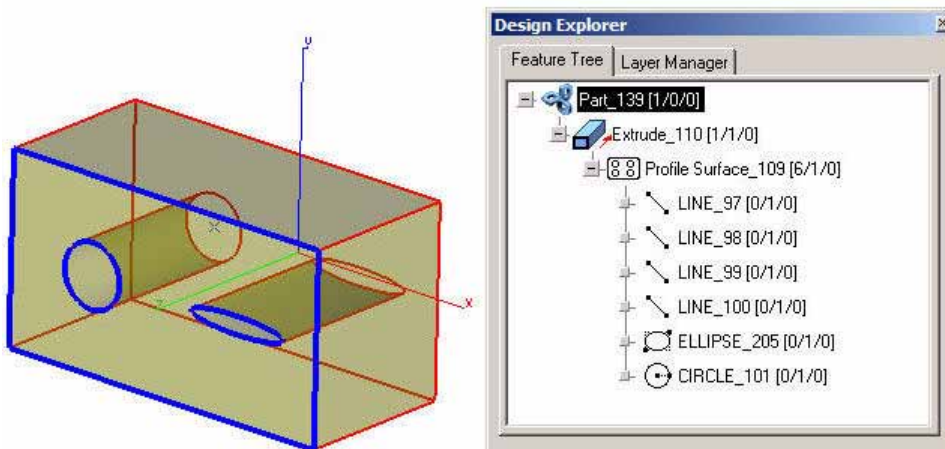 y
x
z
Design Explorer
Feature Tree
Layer Manager
Part_139 [1/0/0]
Extrude_110 [1/1/0]
Profile Surface_109 [6/1/0]
LINE_97 [0/1/0]
LINE_98 [0/1/0]
LINE_99 [0/1/0]
LINE_100 [0/1/0]
ELLIPSE_205 [0/1/0]
CIRCLE_101 [0/1/0]